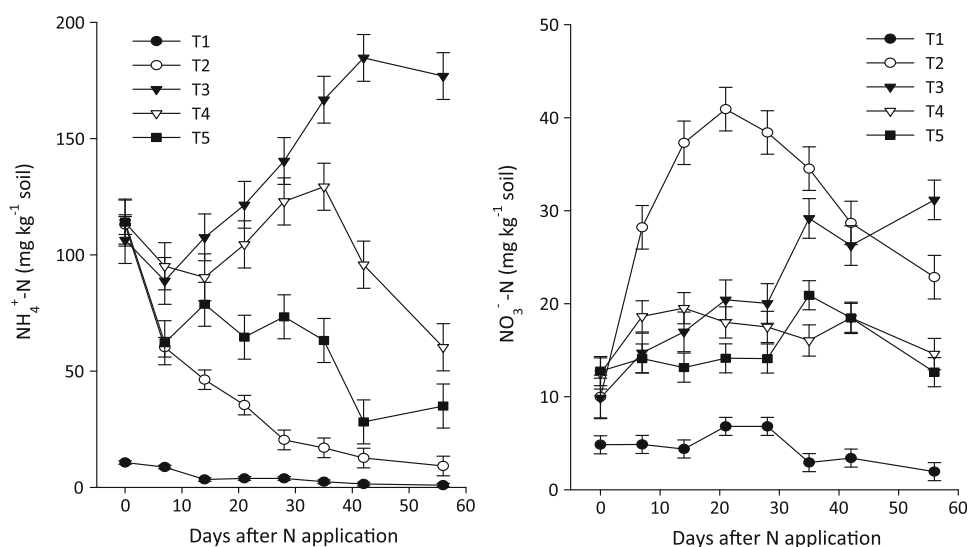 200
150
100
50
0
NH₄⁺-N (mg kg⁻¹ soil)
T1
T2
T3
T4
T5
0 10 20 30 40 50 60
Days after N application
50
40
30
20
10
0
NO₃⁻-N (mg kg⁻¹ soil)
T1
T2
T3
T4
T5
0 10 20 30 40 50 60
Days after N application